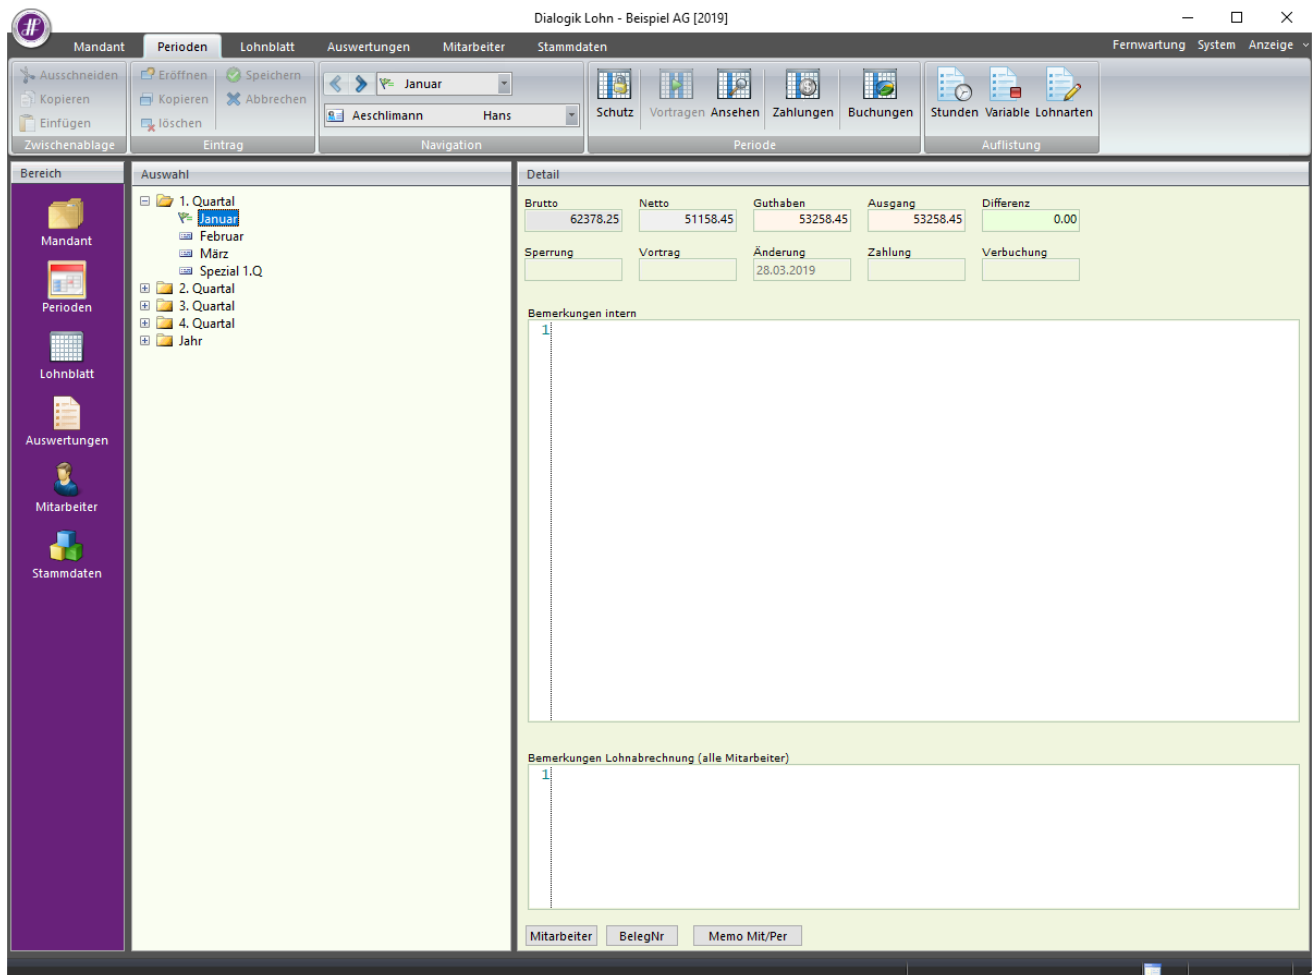 Dialogik Lohn - Beispiel AG [2019]
Mandant Perioden Lohnblatt Auswertungen Mitarbeiter Stammdaten Fernwartung System Anzeige
Ausschneiden Eröffnen Speichern
Kopieren Kopieren Abbrechen
Einfügen löschen
Januar
Aeschlimann Hans
Schutz Vortragen Ansehen Zahlungen Buchungen Stunden Variable Lohnarten
Zwischenablage Eintrag Navigation Periode Auflistung
Bereich
Mandant
Perioden
Lohnblatt
Auswertungen
Mitarbeiter
Stammdaten
Auswahl
1. Quartal
Januar
Februar
März
Spezial 1.Q
2. Quartal
3. Quartal
4. Quartal
Jahr
Detail
Brutto Netto Guthaben Ausgang Differenz
62378.25 51158.45 53258.45 53258.45 0.00
Sperrung Vortrag Änderung Zahlung Verbuchung
28.03.2019
Bemerkungen intern
1
Bemerkungen Lohnabrechnung (alle Mitarbeiter)
1
Mitarbeiter BelegNr Memo Mit/Per